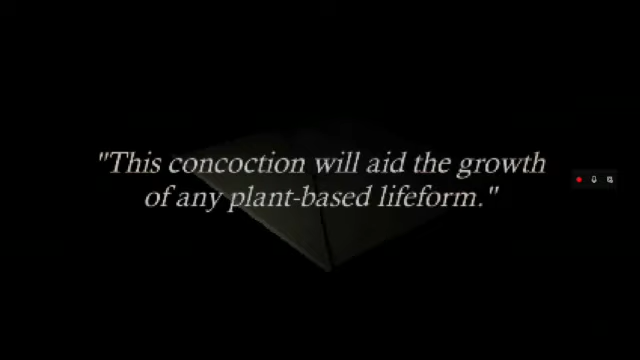 "This concoction will aid the growth
of any plant-based lifeform."